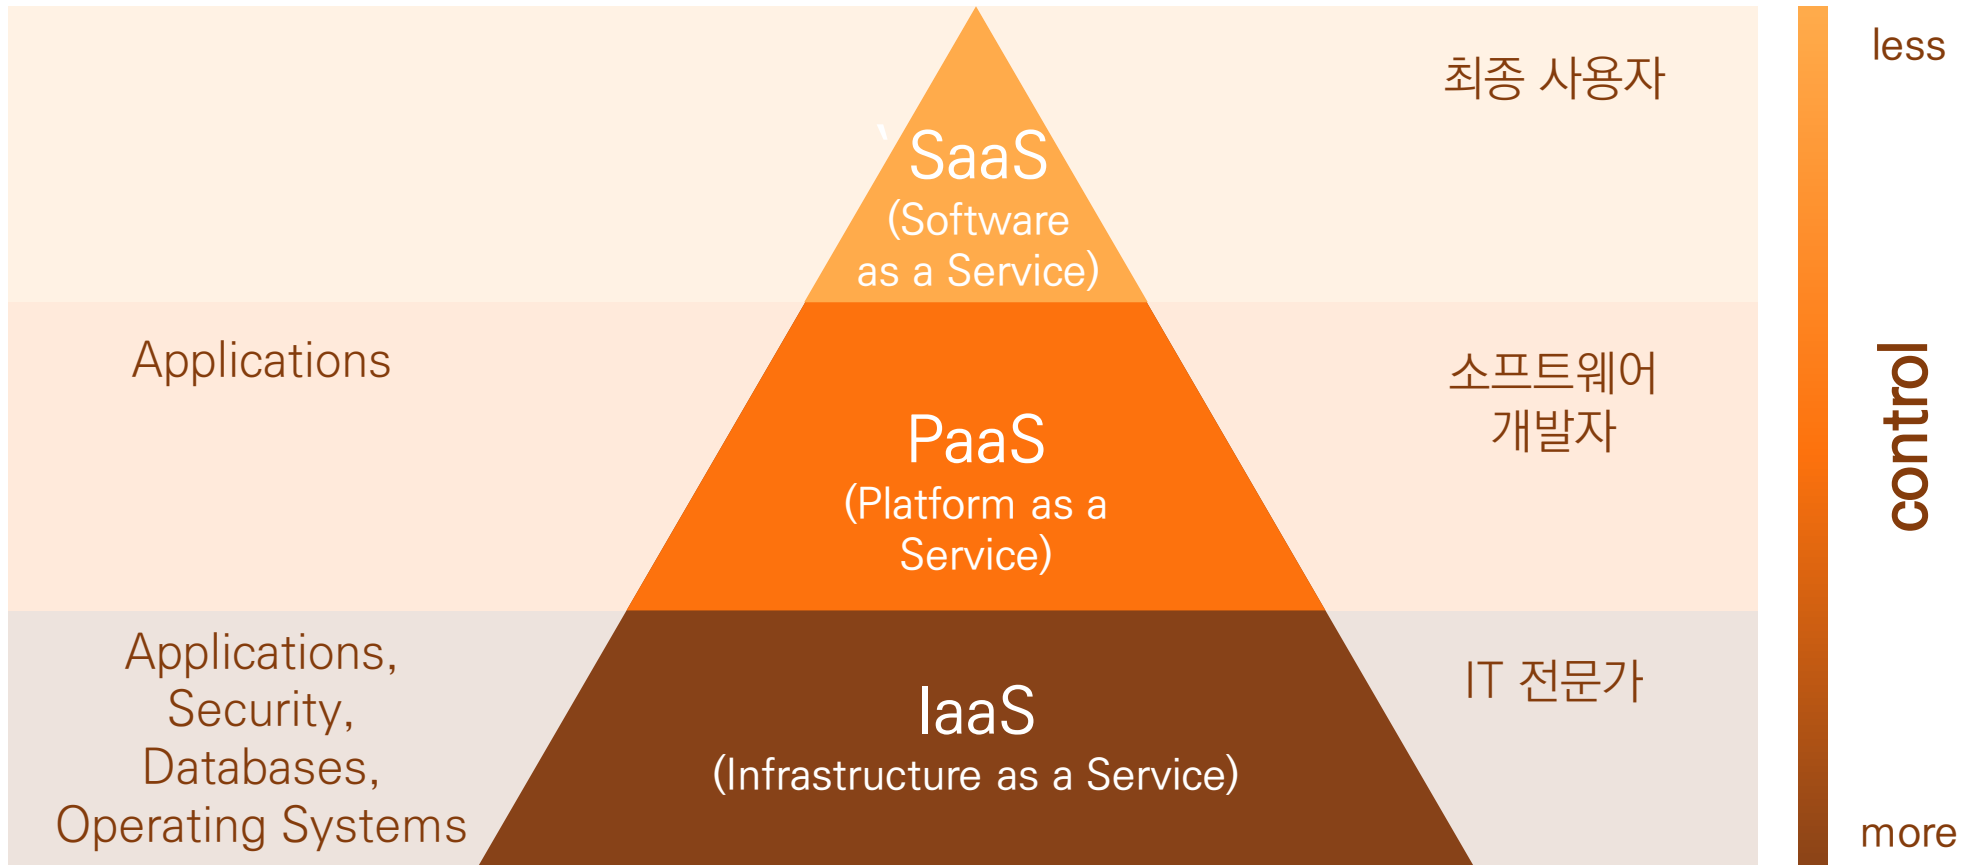 최종 사용자
less
` SaaS
(Software
as a Service)
Applications
소프트웨어
개발자
PaaS
(Platform as a
Service)
control
Applications,
Security,
Databases,
Operating Systems
IaaS
(Infrastructure as a Service)
IT 전문가
more